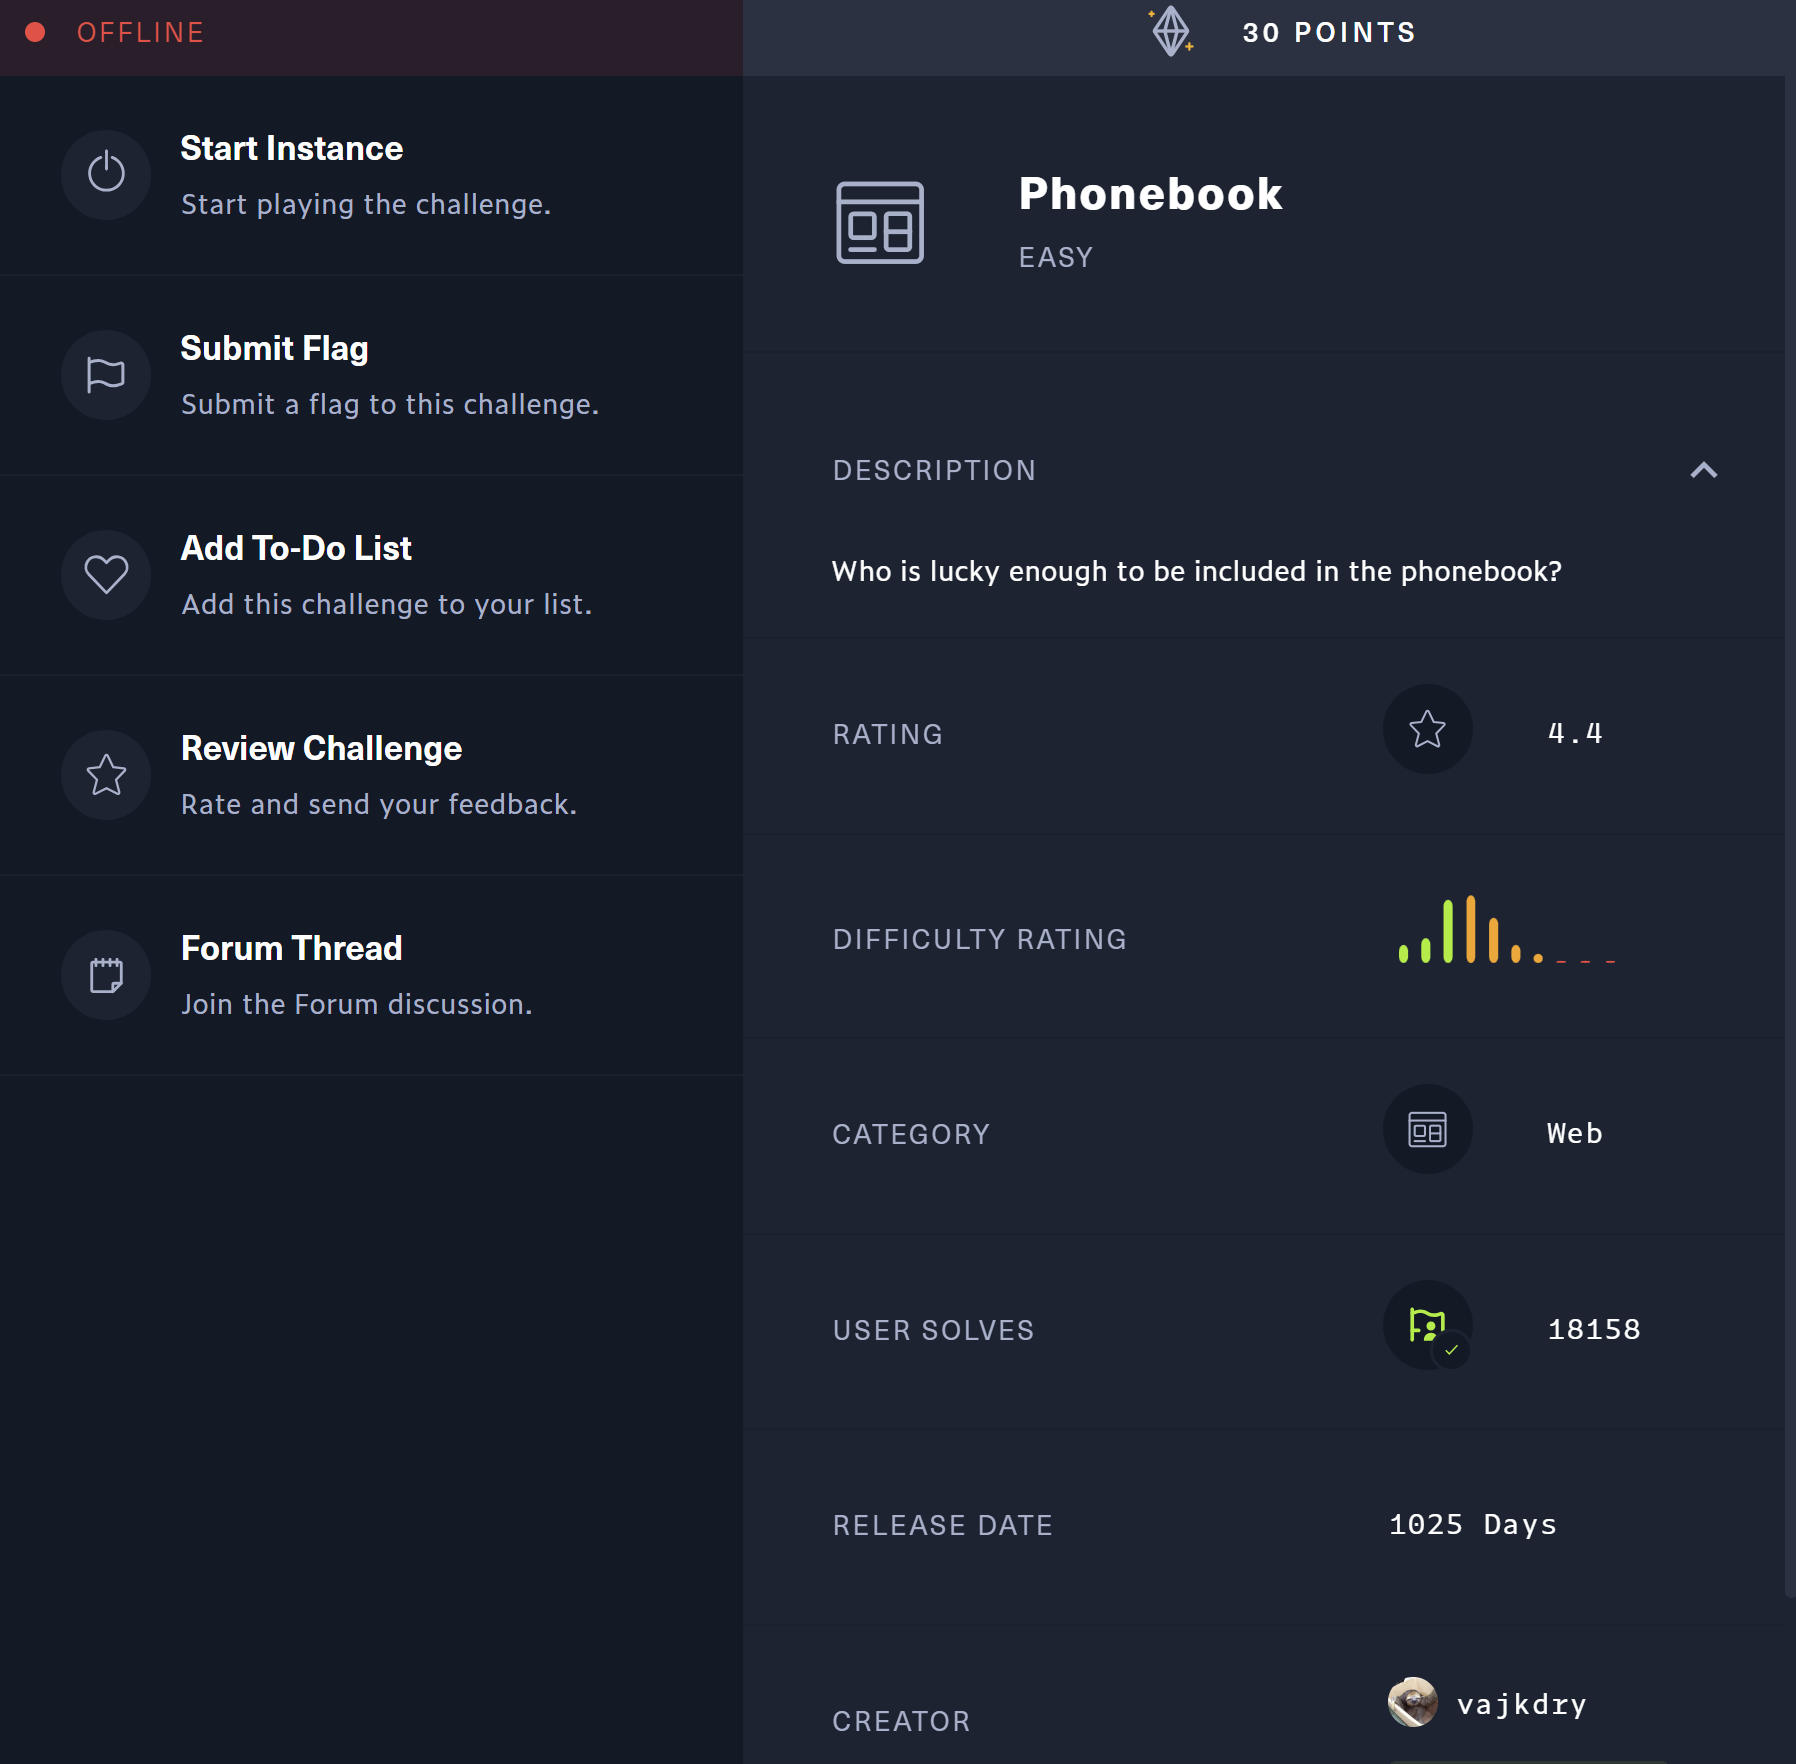 OFFLINE
30 POINTS
Start Instance
Start playing the challenge.
Submit Flag
Submit a flag to this challenge.
Add To-Do List
Add this challenge to your list.
Review Challenge
Rate and send your feedback.
Forum Thread
Join the Forum discussion.
Phonebook
EASY
DESCRIPTION
Who is lucky enough to be included in the phonebook?
RATING
4.4
DIFFICULTY RATING
CATEGORY
Web
USER SOLVES
18158
RELEASE DATE
1025 Days
CREATOR
vajkdry